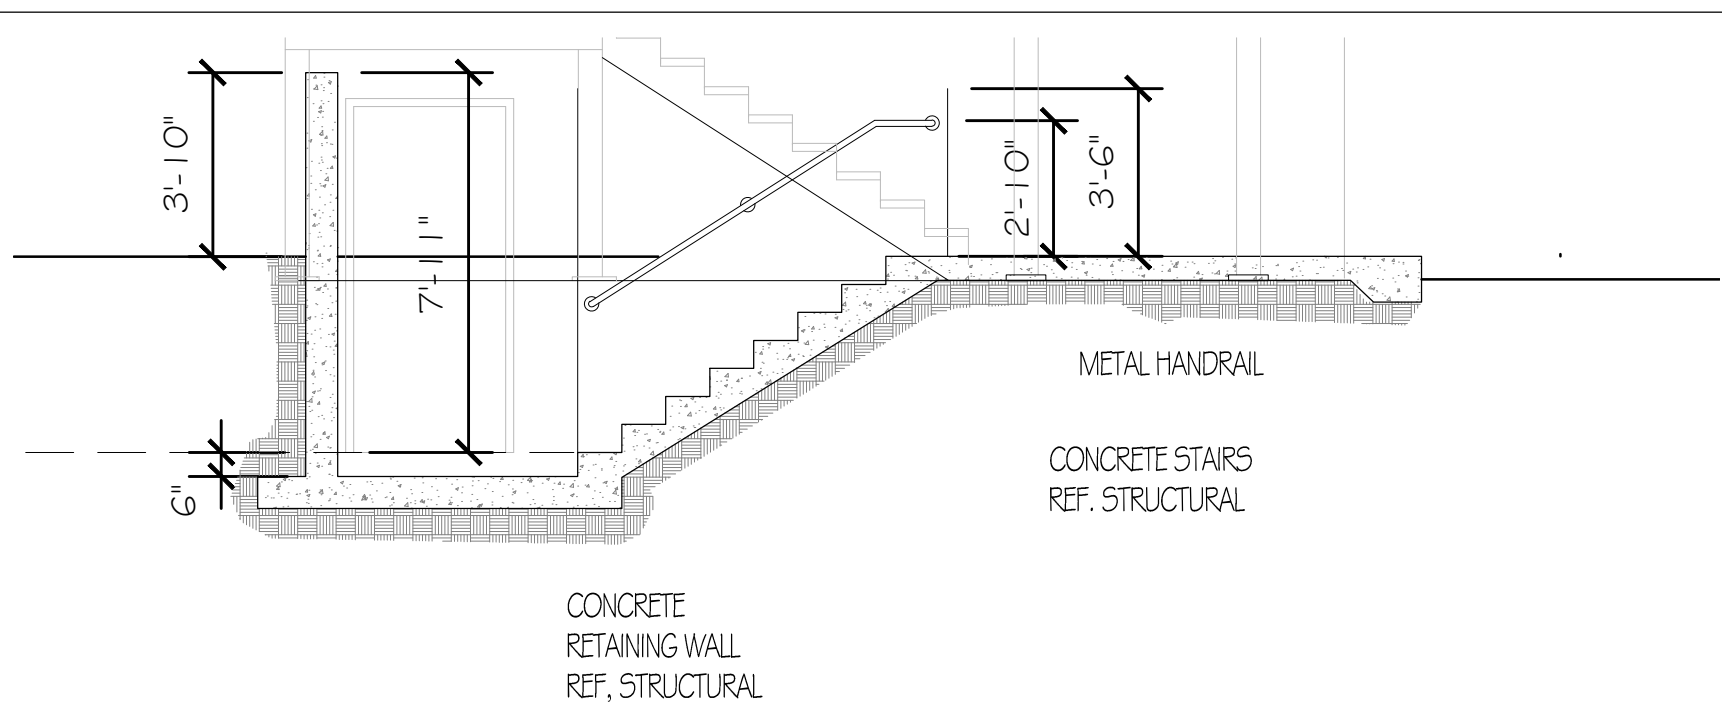 3'-10"
7'-11"
2'-10"
3'-6"
6"
METAL HANDRAIL
CONCRETE STAIRS
REF. STRUCTURAL
CONCRETE
RETAINING WALL
REF, STRUCTURAL